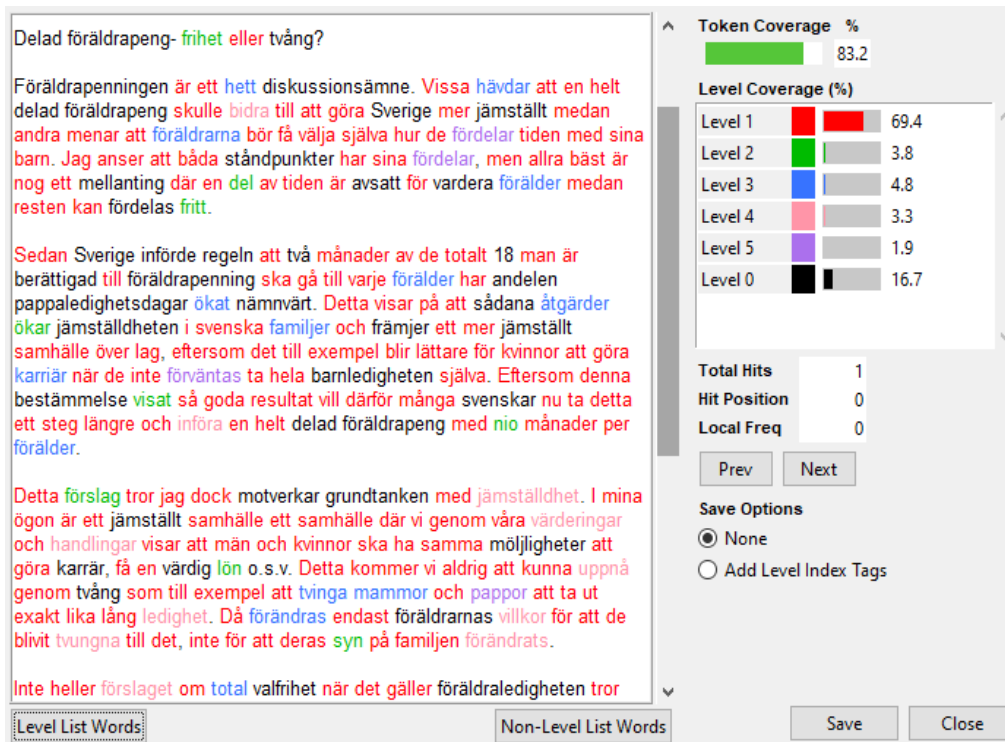 Delad föräldrapeng- frihet eller tvång?
Föräldrapenningen är ett hett diskussionsämne. Vissa hävdar att en helt
delad föräldrapeng skulle bidra till att göra Sverige mer jämställt medan
andra menar att föräldrarna bör få välja själva hur de fördelar tiden med sina
barn. Jag anser att båda ståndpunkter har sina fördelar, men allra bäst är
nog ett mellanting där en del av tiden är avsatt för vardera förälder medan
resten kan fördelas fritt.
Sedan Sverige införde regeln att två månader av de totalt 18 man är
berättigad till föräldrapenning ska gå till varje förälder har andelen
pappaledighetsdagar ökat nämnvärt. Detta visar på att sådana åtgärder
ökar jämställdheten i svenska familjer och främjer ett mer jämställt
samhälle över lag, eftersom det till exempel blir lättare för kvinnor att göra
karriär när de inte förväntas ta hela barnledigheten själva. Eftersom denna
bestämmelse visat så goda resultat vill därför många svenskar nu ta detta
ett steg längre och införa en helt delad föräldrapeng med nio månader per
förälder.
Detta förslag tror jag dock motverkar grundtanken med jämställdhet. I mina
ögon är ett jämställt samhälle ett samhälle där vi genom våra värderingar
och handlingar visar att män och kvinnor ska ha samma möljligheter att
göra karrär, få en värdig lön o.s.v. Detta kommer vi aldrig att kunna uppnå
genom tvång som till exempel att tvinga mammor och pappor att ta ut
exakt lika lång ledighet. Då förändras endast föräldrarnas villkor för att de
blivit tvungna till det, inte för att deras syn på familjen förändrats.
Inte heller förslaget om total valfrihet när det gäller föräldraledigheten tror
Level List Words
Non-Level List Words
Token Coverage %
83.2
Level Coverage (%)
Level 1 69.4
Level 2 3.8
Level 3 4.8
Level 4 3.3
Level 5 1.9
Level 0 16.7
Total Hits 1
Hit Position 0
Local Freq 0
Prev Next
Save Options
None
Add Level Index Tags
Save Close